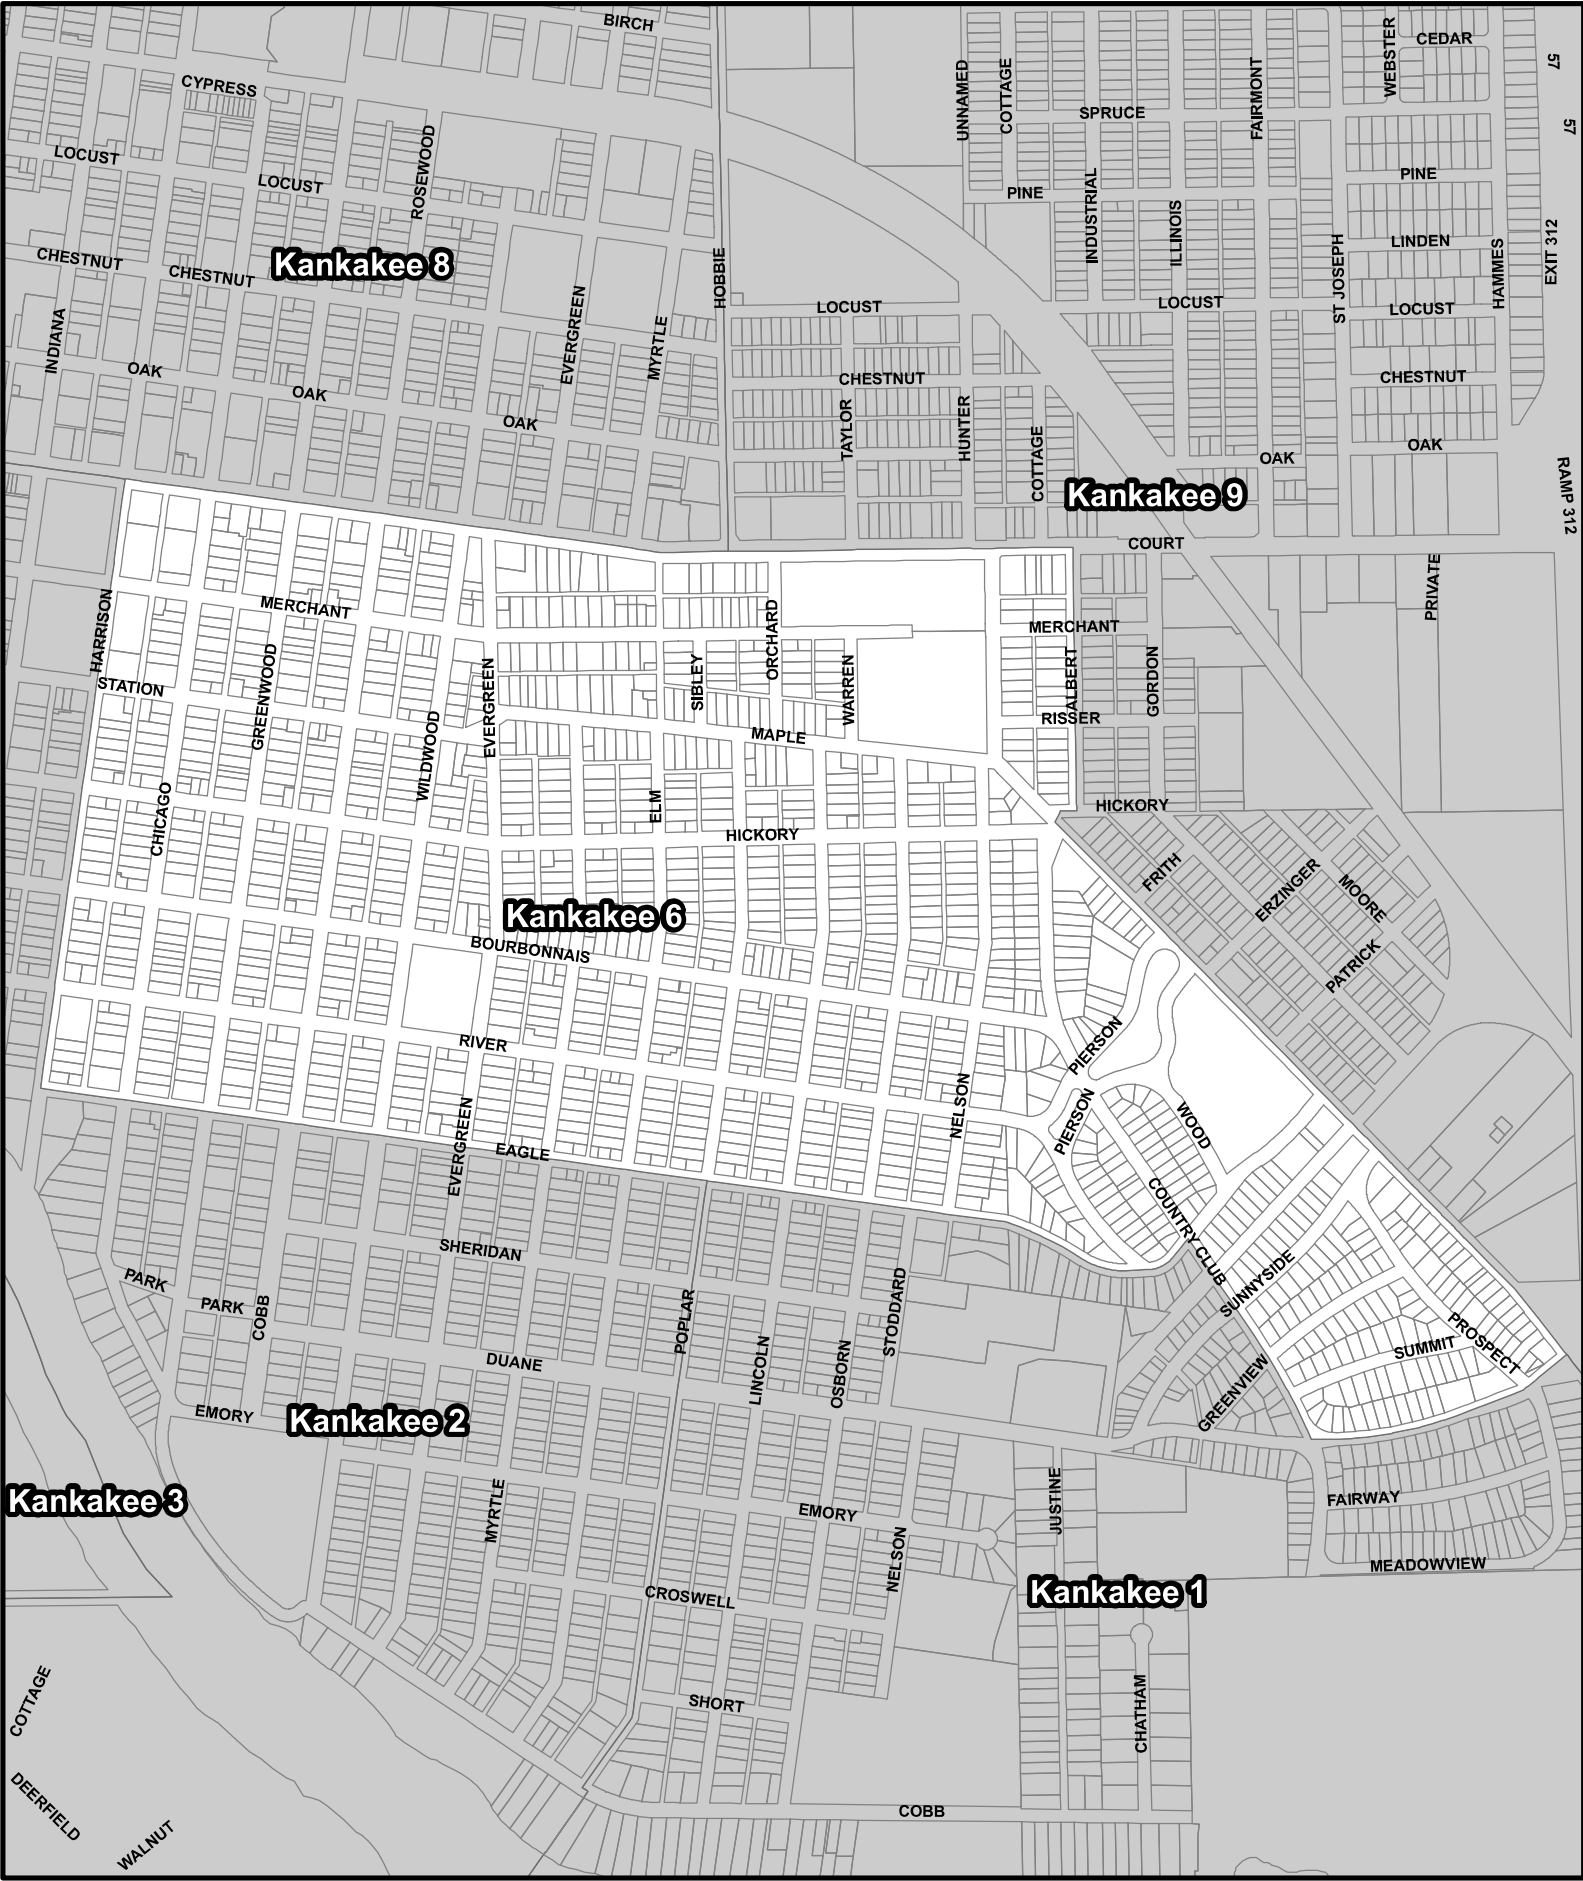 BIRCH
CEDAR
WEBSTER
57
CYPRESS
UNNAMED
COTTAGE
SPRUCE
FAIRMONT
57
LOCUST
LOCUST
ROSEWOOD
PINE
INDUSTRIAL
ILLINOIS
PINE
CHESTNUT
CHESTNUT
Kankakee 8
HOBBIE
LINDEN
ST JOSEPH
HAMMES
EXIT 312
LOCUST
LOCUST
LOCUST
INDIANA
EVERGREEN
MYRTLE
OAK
OAK
OAK
CHESTNUT
CHESTNUT
TAYLOR
HUNTER
COTTAGE
OAK
OAK
Kankakee 9
RAMP 312
COURT
PRIVATE
HARRISON
MERCHANT
ORCHARD
MERCHANT
STATION
GREENWOOD
WILDWOOD
EVERGREEN
SIBLEY
WARREN
ALBERT
GORDON
RISSER
MAPLE
CHICAGO
ELM
HICKORY
HICKORY
FRITH
ERZINGER
MOORE
PATRICK
Kankakee 6
BOURBONNAIS
RIVER
PIERSON
NELSON
PIERSON
WOOD
EVERGREEN
EAGLE
COUNTRY CLUB
SUNNYSIDE
PROSPECT
SUMMIT
SHERIDAN
PARK
PARK
COBB
POPLAR
STODDARD
LINCOLN
OSBORN
DUANE
GREENVIEW
EMORY
Kankakee 2
Kankakee 3
MYRTLE
EMORY
NELSON
JUSTINE
FAIRWAY
MEADOWVIEW
CROSWELL
Kankakee 1
COTTAGE
SHORT
CHATHAM
DEERFIELD
WALNUT
COBB